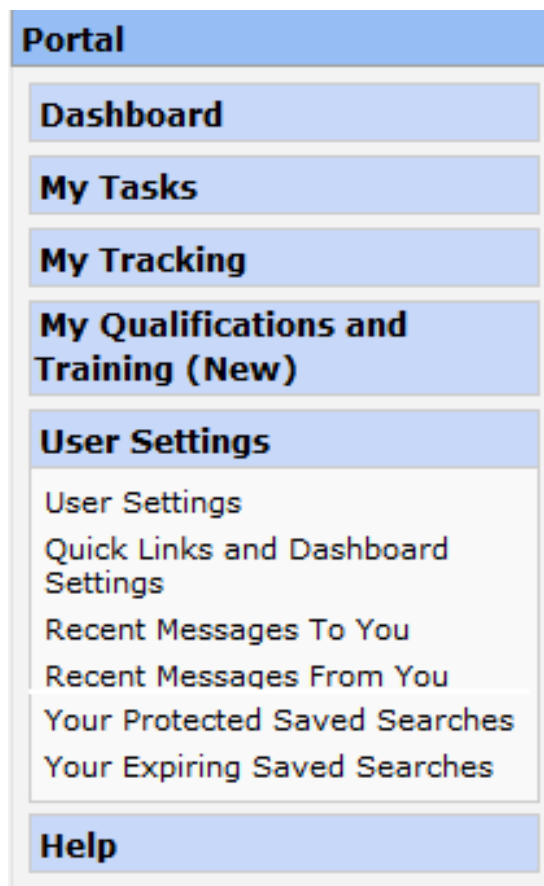 Portal
Dashboard
My Tasks
My Tracking
My Qualifications and
Training (New)
User Settings
User Settings
Quick Links and Dashboard
Settings
Recent Messages To You
Recent Messages From You
Your Protected Saved Searches
Your Expiring Saved Searches
Help